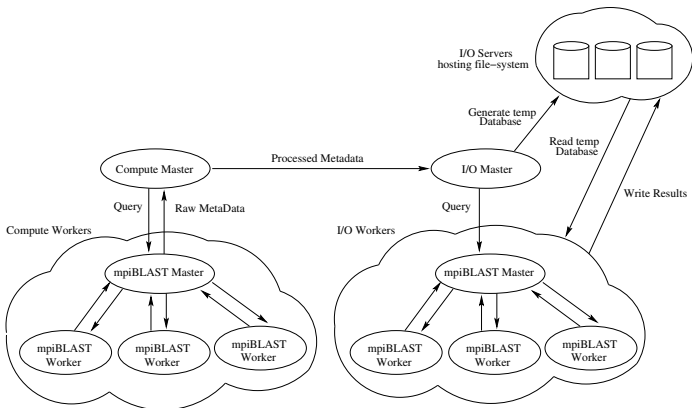 I/O Servers
hosting file-system
Generate temp
Database
Compute Master
Processed Metadata
I/O Master
Read temp
Database
Write Results
Query
Raw MetaData
Query
Compute Workers
I/O Workers
mpiBLAST Master
mpiBLAST Master
mpiBLAST
Worker
mpiBLAST
Worker
mpiBLAST
Worker
mpiBLAST
Worker
mpiBLAST
Worker
mpiBLAST
Worker